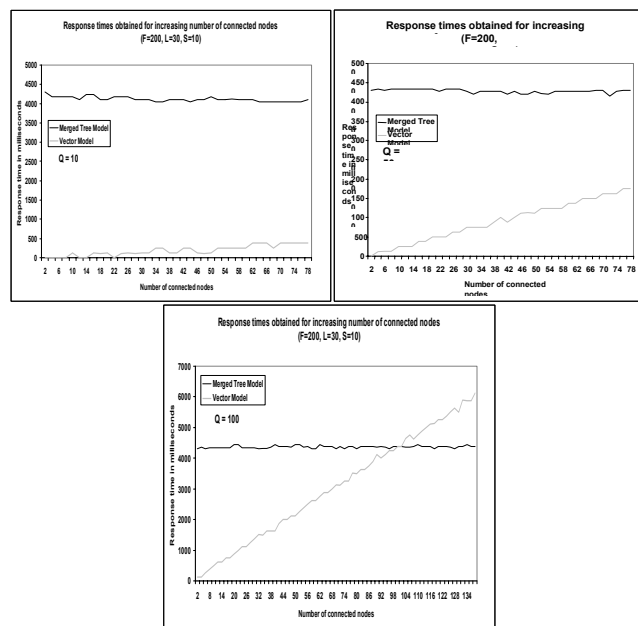 Response times obtained for increasing number of connected nodes
(F=200, L=30, S=10)
Response time in milliseconds
5000
4500
4000
3500
3000
2500
2000
1500
1000
500
0
Merged Tree Model
Vector Model
Q = 10
2 6 10 14 18 22 26 30 34 38 42 46 50 54 58 62 66 70 74 78
Number of connected nodes
Response times obtained for increasing
(F=200,
500
450
400
350
300
250
200
150
100
50
0
Res
pon
se
tim
e in
millise
con
ds
Merged Tree
Model
Vector
Model
Q =
2 6 10 14 18 22 26 30 34 38 42 46 50 54 58 62 66 70 74 78
Number of connected
nodes
Response times obtained for increasing number of connected nodes
(F=200, L=30, S=10)
Response time in milliseconds
7000
6000
5000
4000
3000
2000
1000
0
Merged Tree Model
Vector Model
Q = 100
2 8 14 20 26 32 38 44 50 56 62 68 74 80 86 92 98 104 110 116 122 128 134
Number of connected nodes